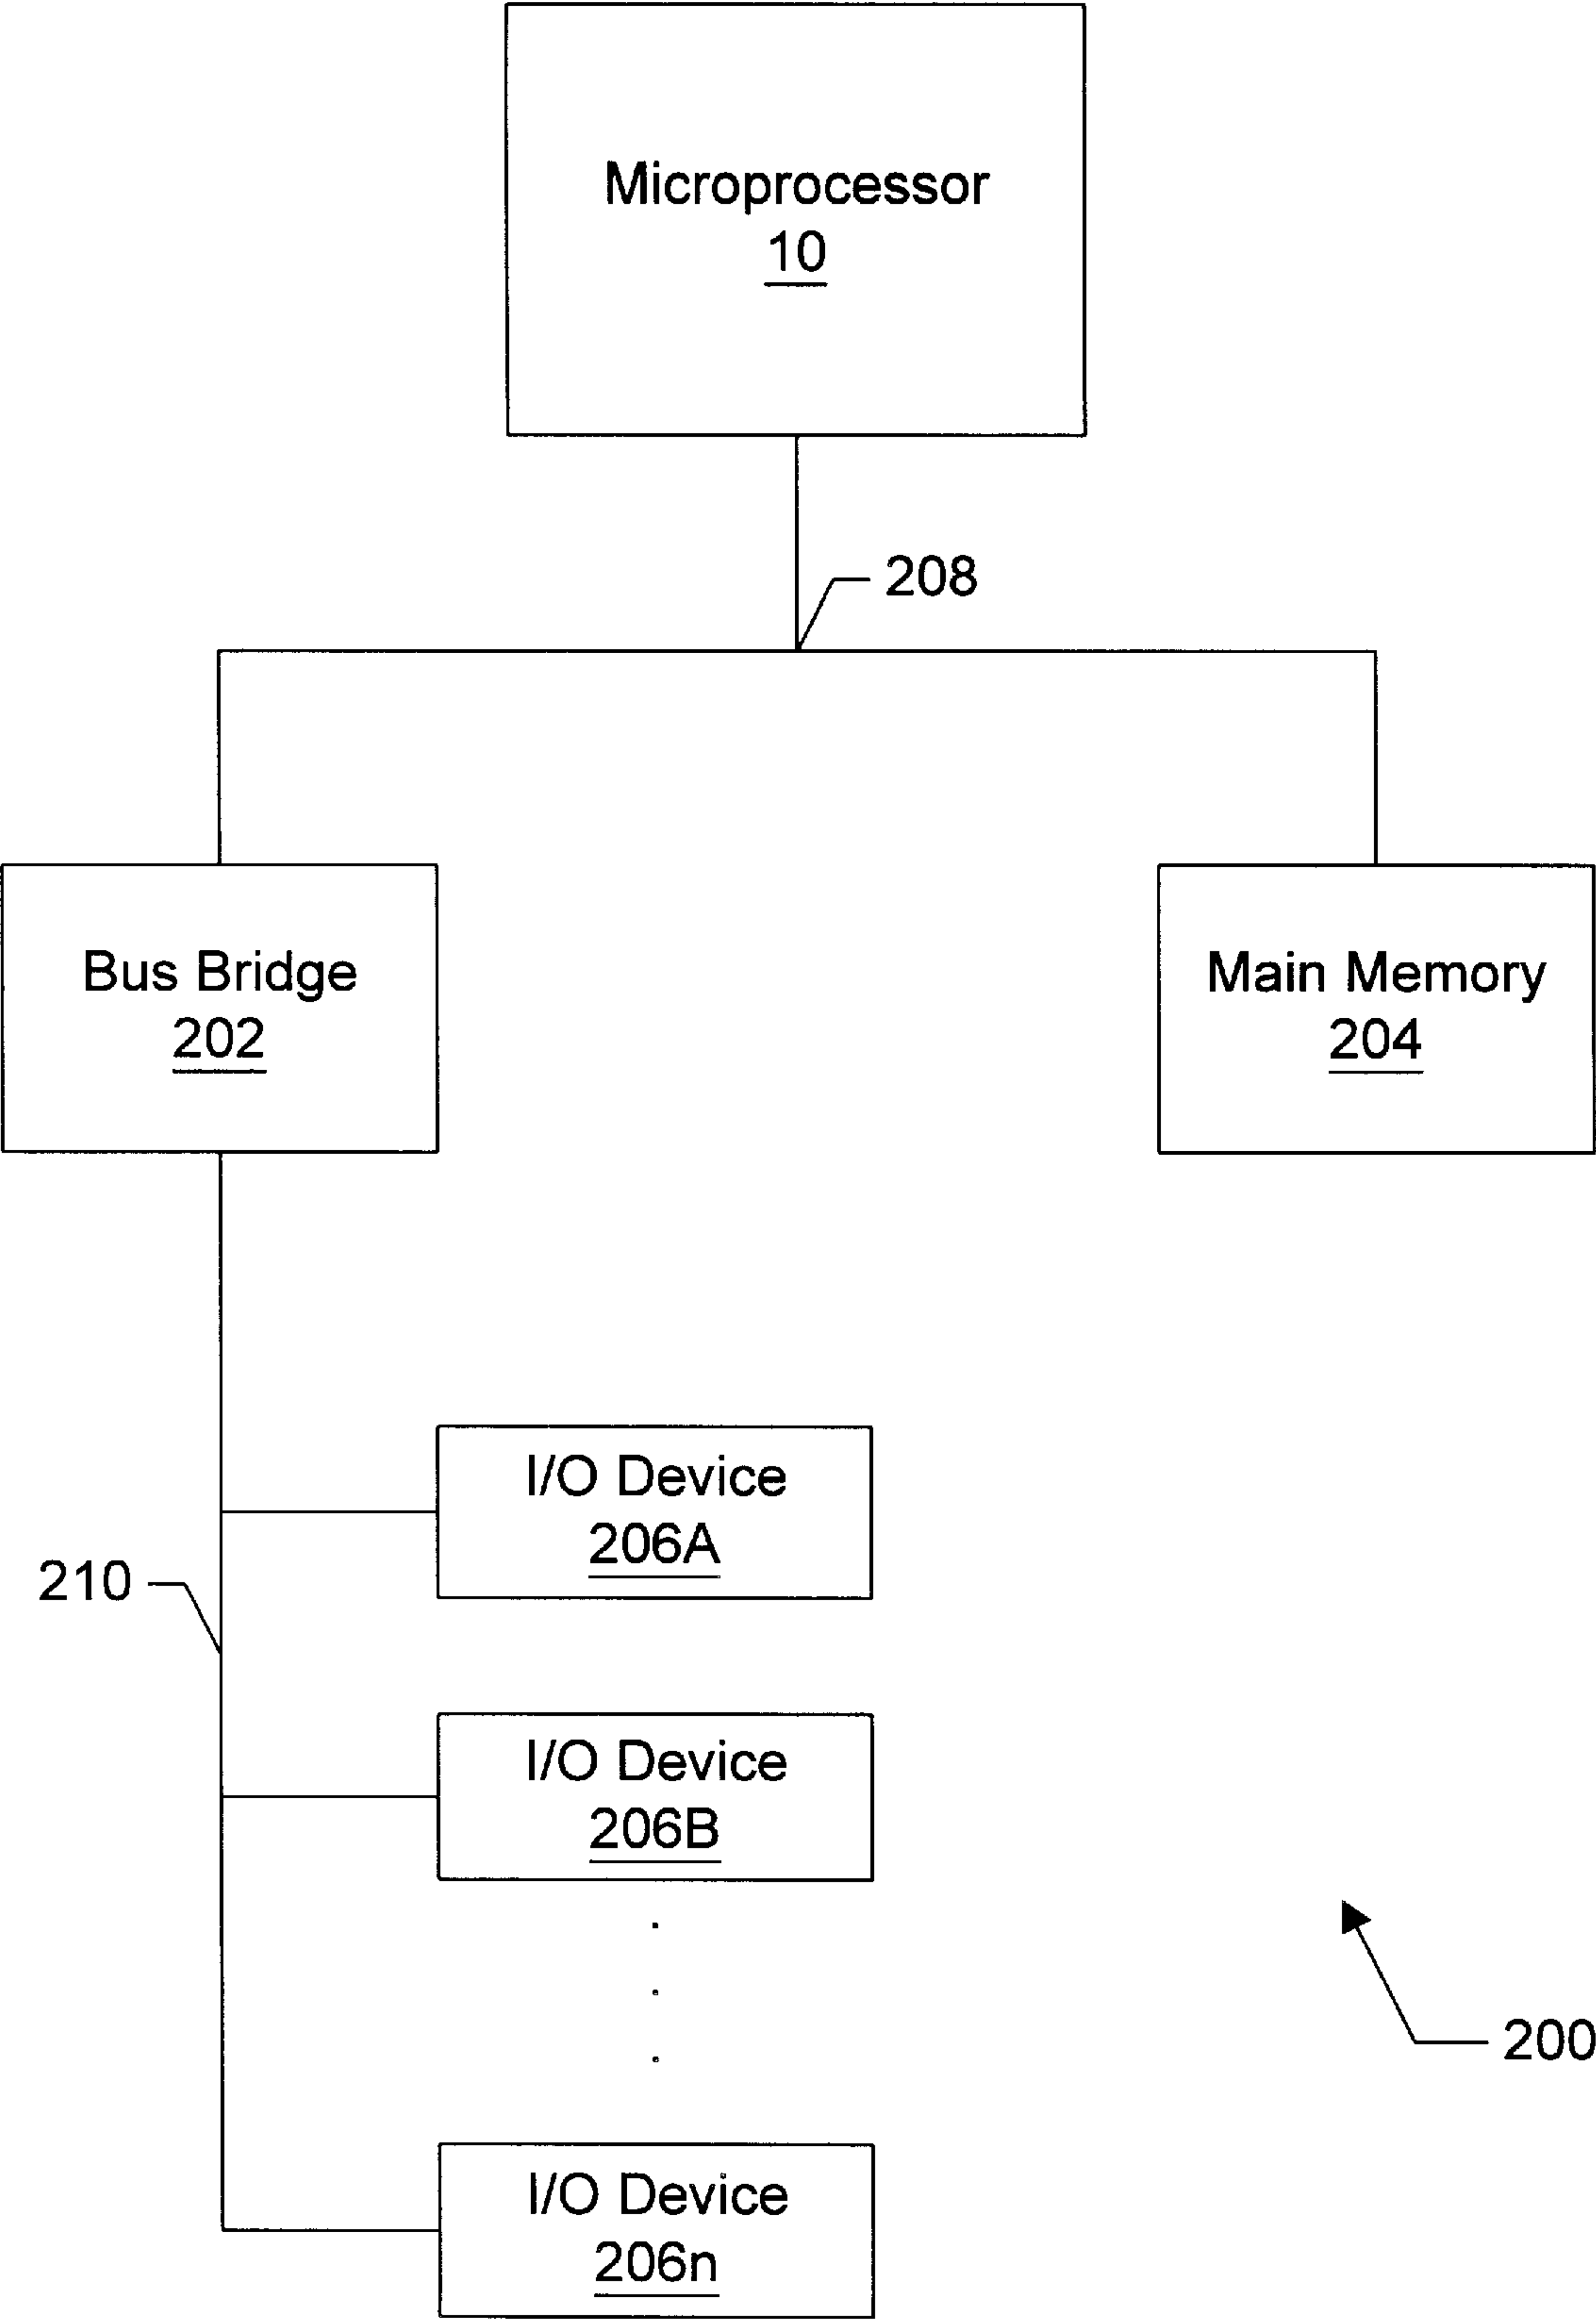 Microprocessor
10
208
Bus Bridge
202
Main Memory
204
I/O Device
206A
210
I/O Device
206B
200
I/O Device
206n